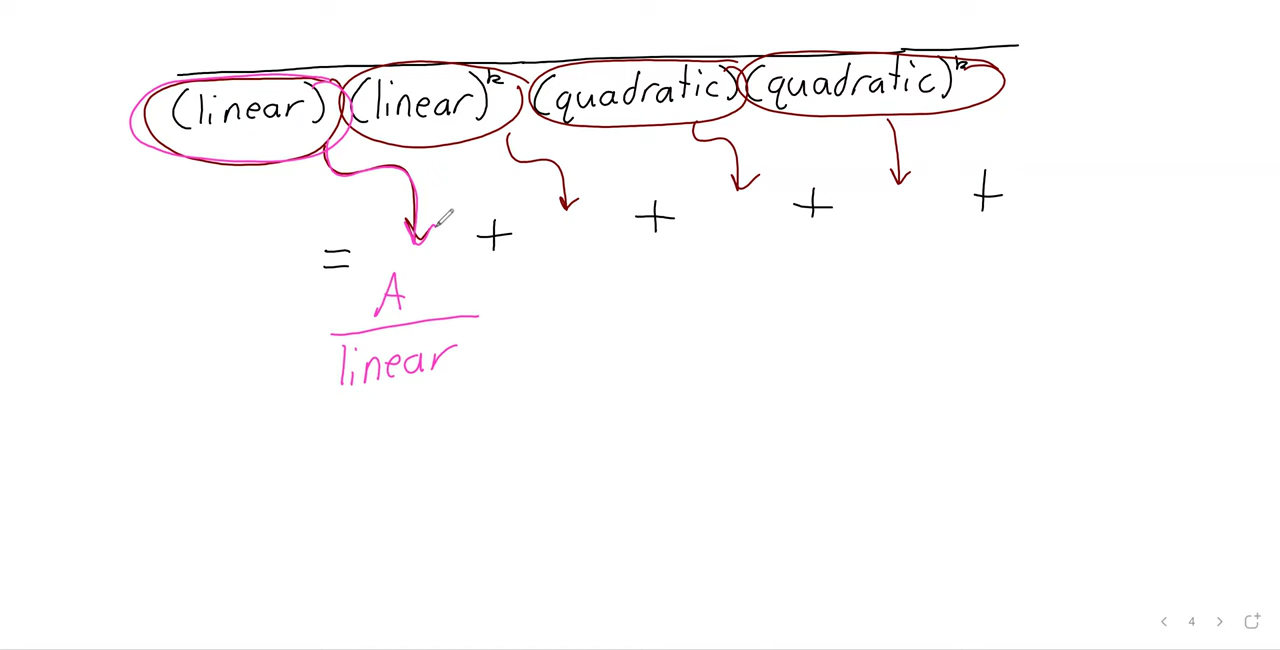 (linear)(linear)^k (quadratic)(quadratic)^k
= + + + +
A
linear
4